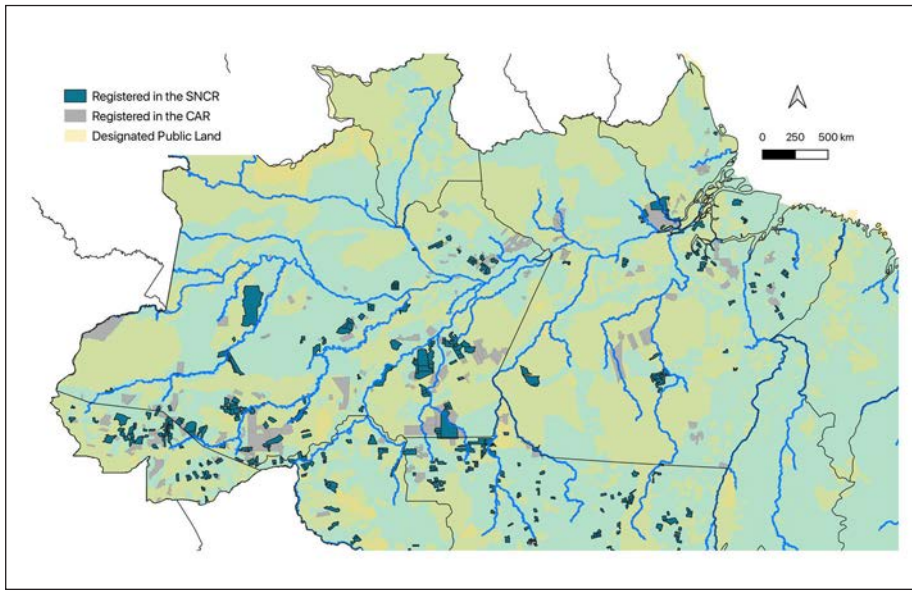 Registered in the SNCR
Registered in the CAR
Designated Public Land
0 250 500 km